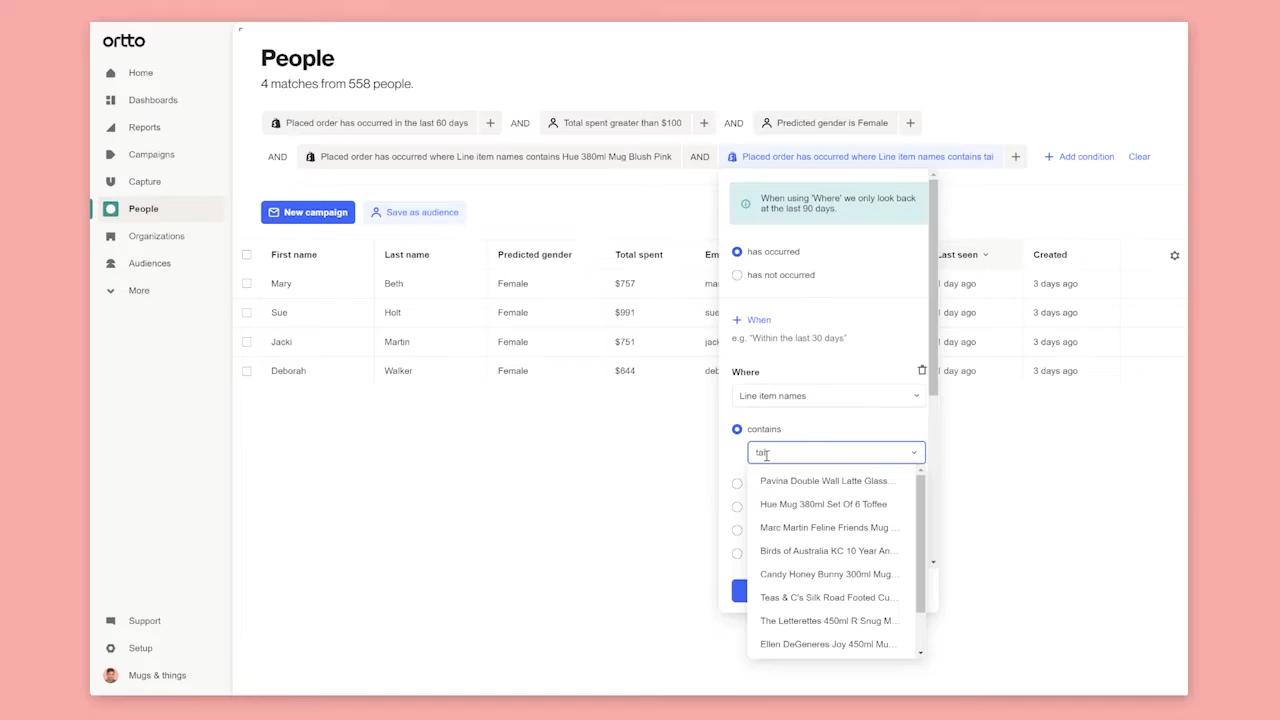 ortto
Home
Dashboards
Reports
Campaigns
Capture
People
Organizations
Audiences
More
Support
Setup
Mugs & things
People
4 matches from 558 people.
Placed order has occurred in the last 60 days + AND Total spent greater than $100 + AND Predicted gender is Female +
AND Placed order has occurred where Line item names contains Hue 380ml Mug Blush Pink AND Placed order has occurred where Line item names contains tai + + Add condition Clear
New campaign Save as audience
First name Last name Predicted gender Total spent Em Last seen Created
Mary Beth Female $757 ma 1 day ago 3 days ago
Sue Holt Female $991 sue 1 day ago 3 days ago
Jacki Martin Female $751 jack 1 day ago 3 days ago
Deborah Walker Female $644 deb 1 day ago 3 days ago
When using 'Where' we only look back
at the last 90 days.
has occurred
has not occurred
+ When
e.g. "Within the last 30 days"
Where
Line item names
contains
tai
Pavina Double Wall Latte Glass...
Hue Mug 380ml Set Of 6 Toffee
Marc Martin Feline Friends Mug ...
Birds of Australia KC 10 Year An...
Candy Honey Bunny 300ml Mug...
Teas & C's Silk Road Footed Cu...
The Letterettes 450ml R Snug M...
Ellen DeGeneres Joy 450ml Mu...